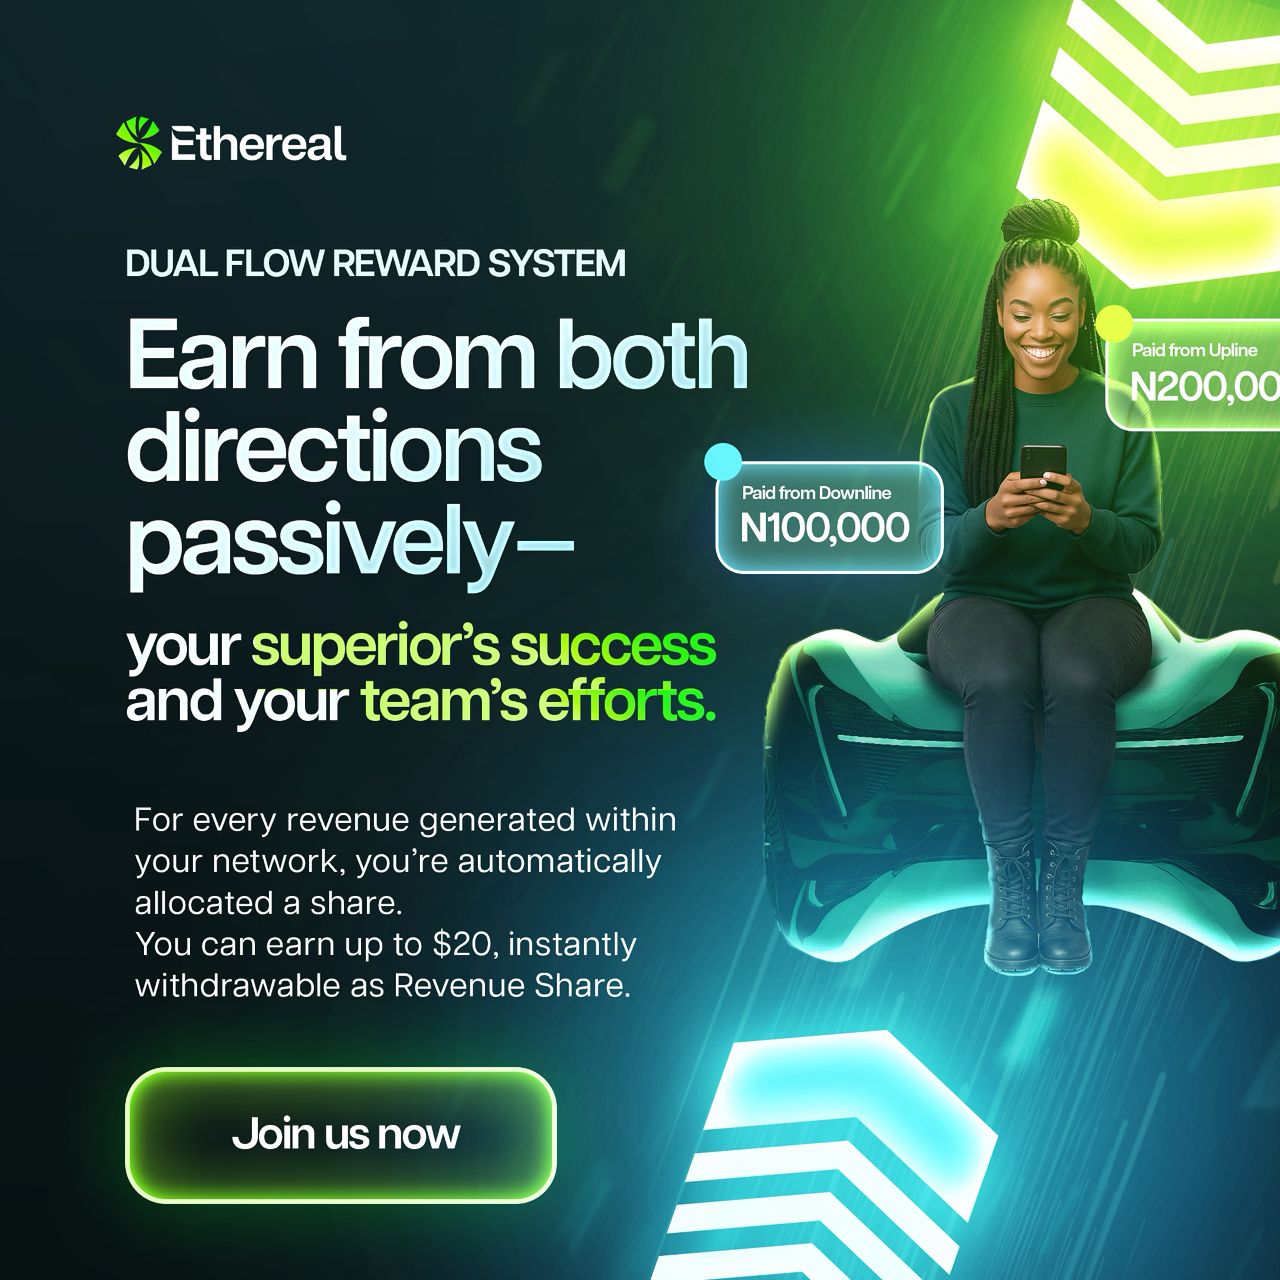 Ethereal
DUAL FLOW REWARD SYSTEM
Earn from both
directions
passively—
your superior’s success
and your team’s efforts.
Paid from Upline
N200,00
Paid from Downline
N100,000
For every revenue generated within
your network, you’re automatically
allocated a share.
You can earn up to $20, instantly
withdrawable as Revenue Share.
Join us now